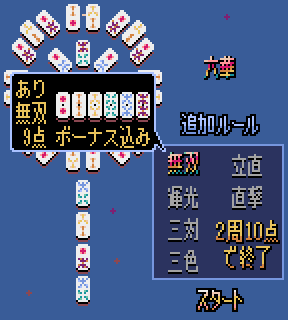 六華
あり
無双
9点 ボーナス込み
追加ルール
無双 立直
輝光 直撃
三対 2周10点
三色 で終了
スタート